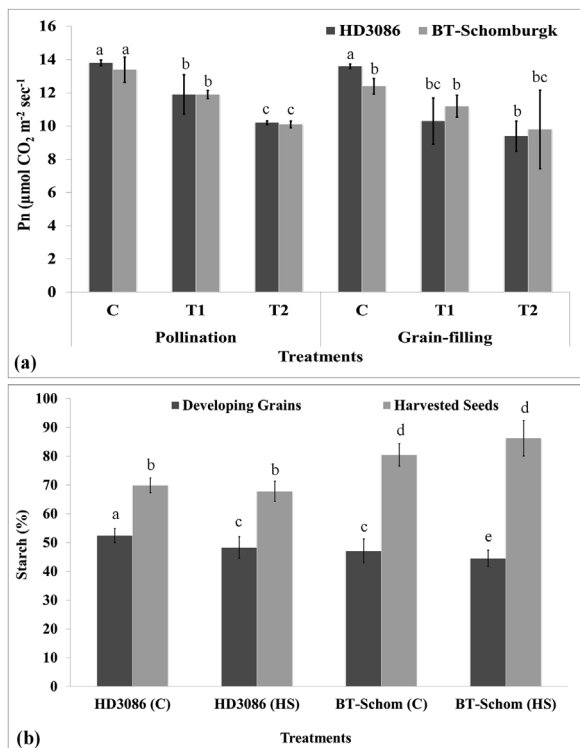 HD3086 BT-Schomburgk
16
14
12
10
8
6
4
2
0
Pn (µmol CO₂ m⁻² sec⁻¹
a a b b c c a b bc b b bc
C T1 T2 C T1 T2
Pollination Grain-filling
Treatments
(a)
Developing Grains Harvested Seeds
100
90
80
70
60
50
40
30
20
10
0
Starch (%)
a b c b c d e d
HD3086 (C) HD3086 (HS) BT-Schom (C) BT-Schom (HS)
Treatments
(b)